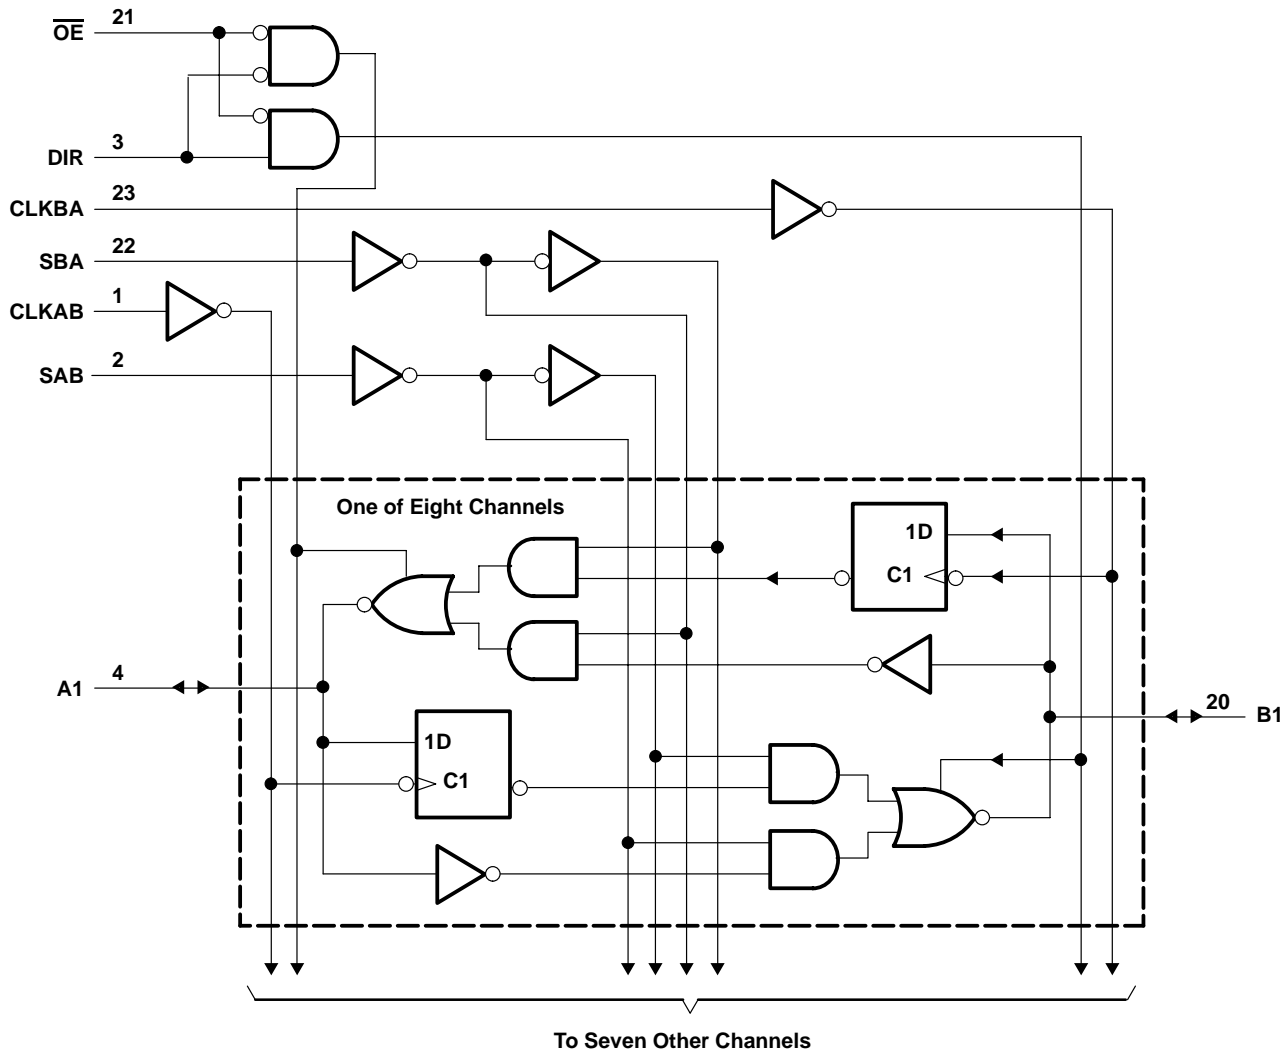 OE 21
DIR 3
CLKBA 23
SBA 22
CLKAB 1
SAB 2
One of Eight Channels
1D
C1
A1 4
20 B1
1D
C1
To Seven Other Channels